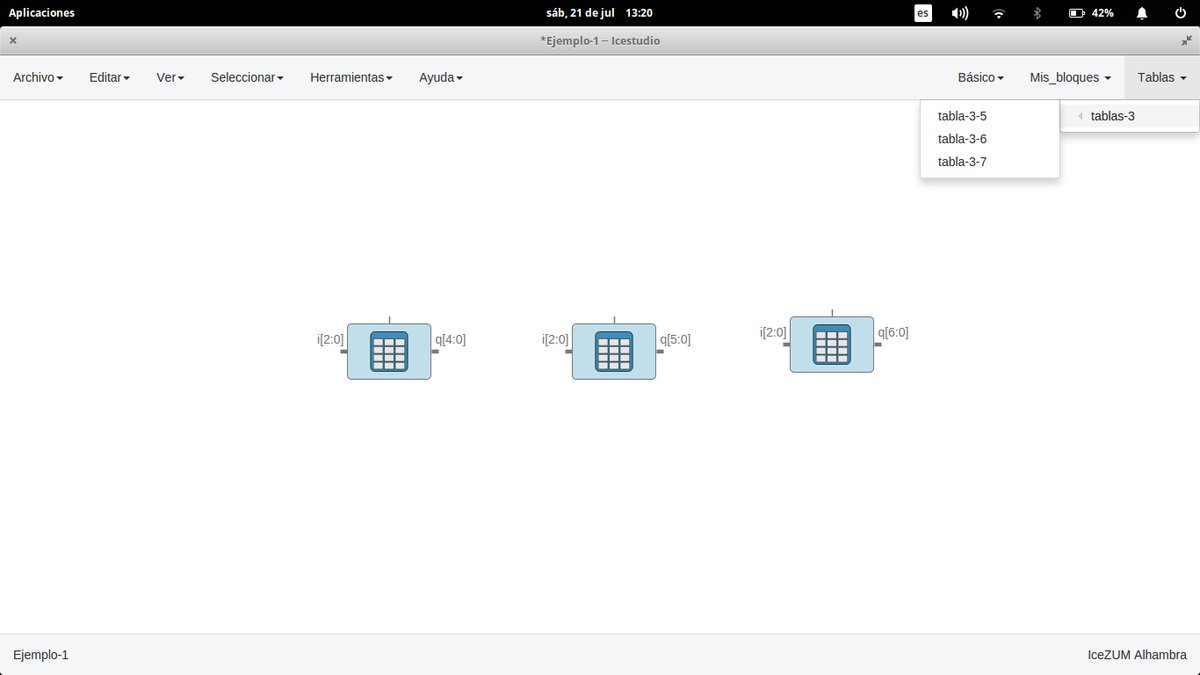 Aplicaciones sáb, 21 de jul 13:20 es 42%
*Ejemplo-1 – Icestudio
Archivo Editar Ver Seleccionar Herramientas Ayuda Básico Mis_bloques Tablas
tabla-3-5 tablas-3
tabla-3-6
tabla-3-7
i[2:0] q[4:0] i[2:0] q[5:0] i[2:0] q[6:0]
Ejemplo-1 IceZUM Alhambra